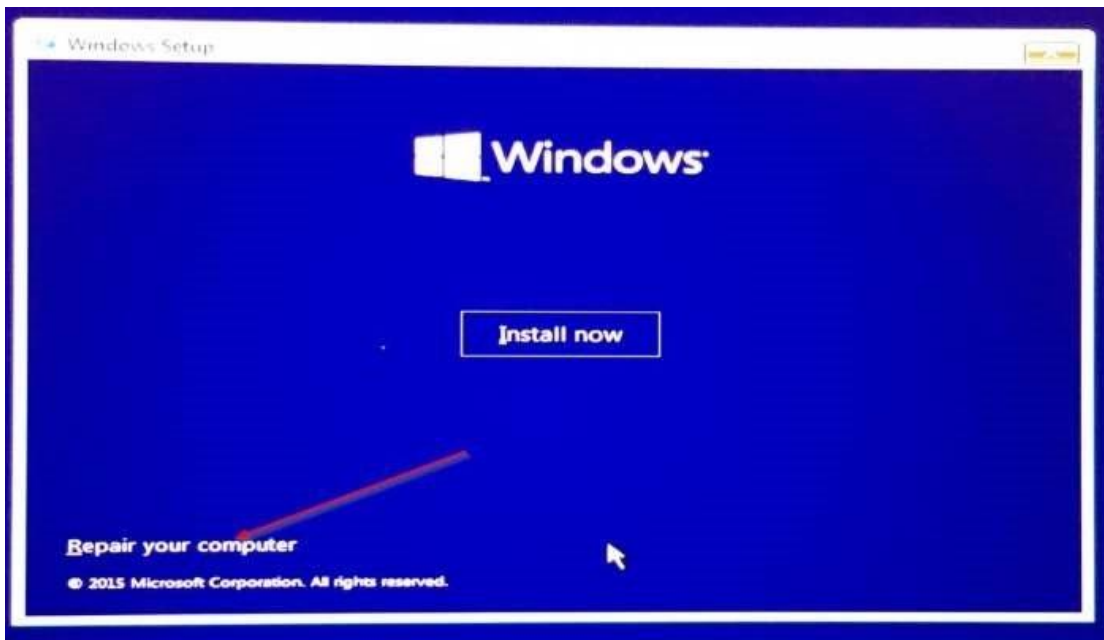 Windows Setup
Windows
Install now
Repair your computer
© 2015 Microsoft Corporation. All rights reserved.